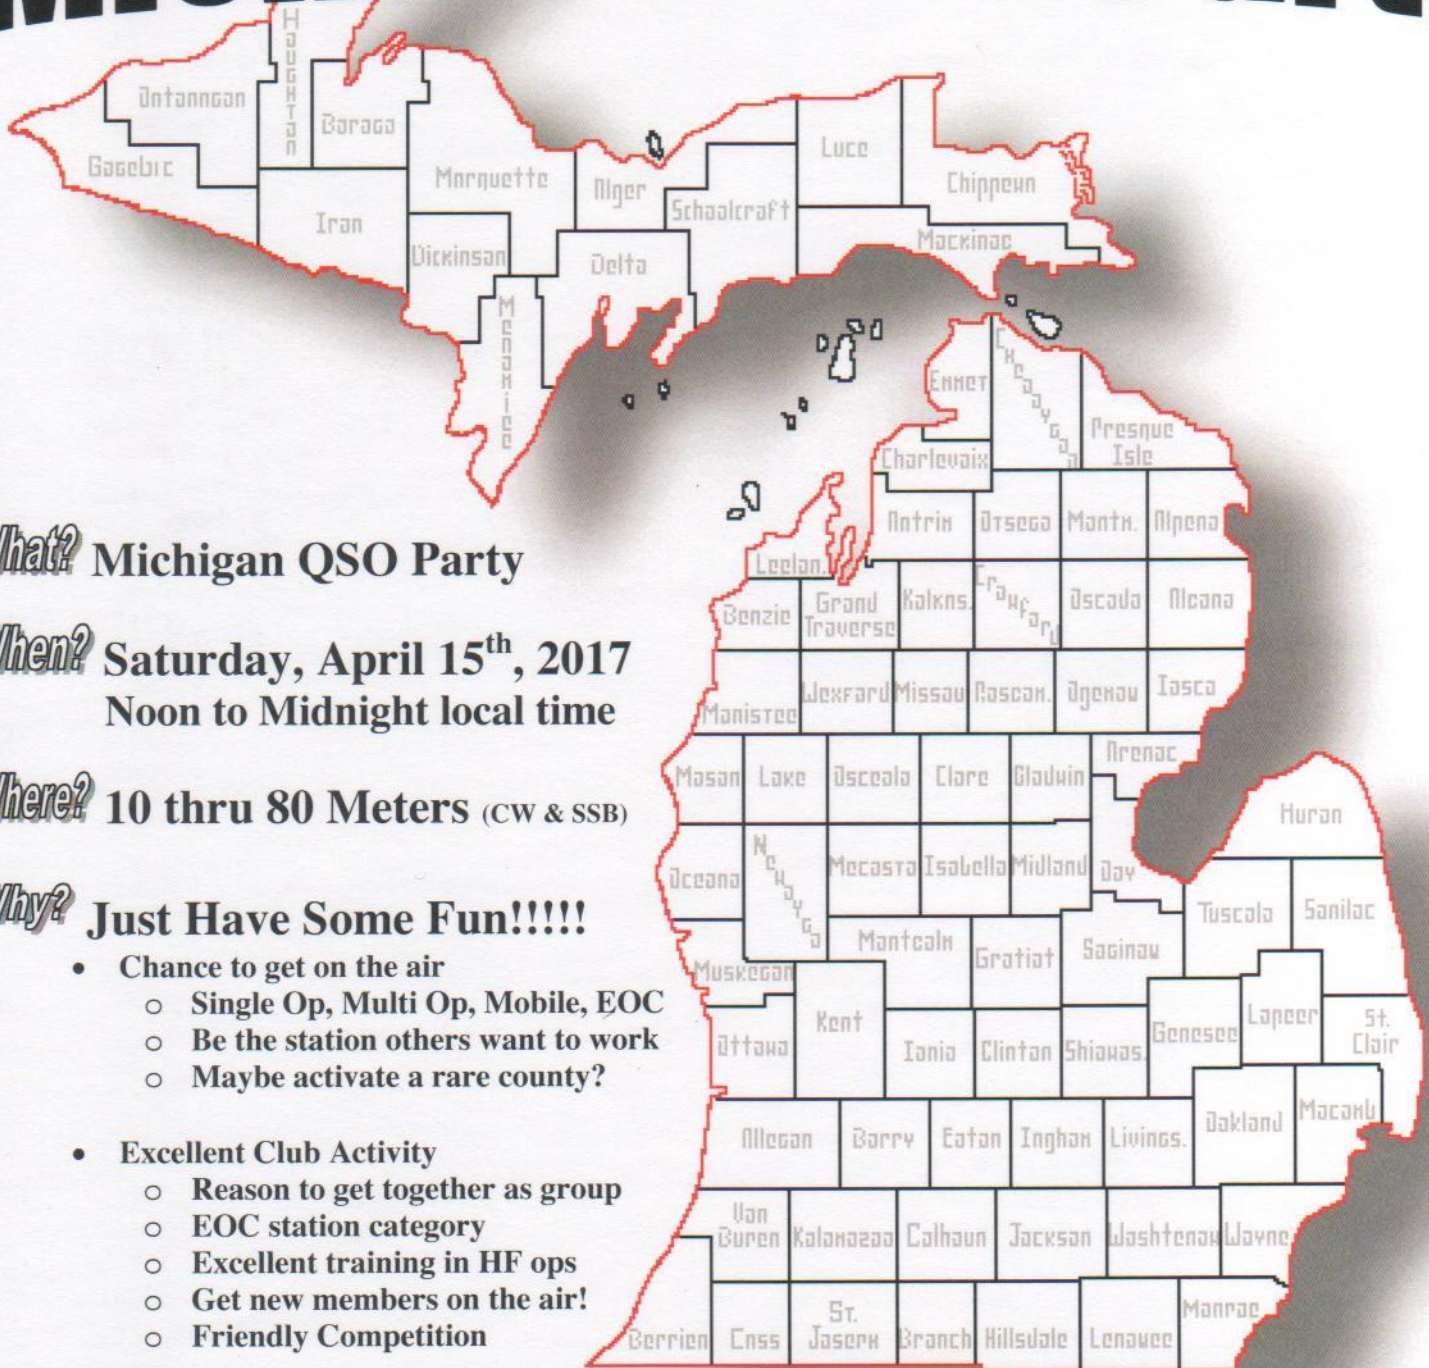 What? Michigan QSO Party
When? Saturday, April 15th, 2017
Noon to Midnight local time
Where? 10 thru 80 Meters (CW & SSB)
Why? Just Have Some Fun!!!!!
• Chance to get on the air
o Single Op, Multi Op, Mobile, EOC
o Be the station others want to work
o Maybe activate a rare county?
• Excellent Club Activity
o Reason to get together as group
o EOC station category
o Excellent training in HF ops
o Get new members on the air!
o Friendly Competition
Houghton
Ontonagon
Baraga
Gogebic
Iron
Marquette
Alger
Luce
Chippewa
Schoolcraft
Mackinac
Dickinson
Delta
Menominee
Emmet
Cheboygan
Presque
Isle
Charlevoix
Antrim
Otsego
Montm.
Alpena
Leelan.
Benzie
Grand
Traverse
Kalkns.
Crawford
Oscoda
Alcona
Manistee
Wexford
Missau
Roscom.
Ogemaw
Iosco
Mason
Lake
Osceola
Clare
Gladwin
Arenac
Huron
Oceana
Newaygo
Mecosta
Isabella
Midland
Bay
Tuscola
Sanilac
Muskegon
Montcalm
Gratiot
Saginaw
Ottawa
Kent
Ionia
Clinton
Shiawas.
Genesee
Lapeer
St.
Clair
Allegan
Barry
Eaton
Ingham
Livings.
Oakland
Macomb
Van
Buren
Kalamazoo
Calhoun
Jackson
Washtenaw
Wayne
Berrien
Cass
St.
Joseph
Branch
Hillsdale
Lenawee
Monroe